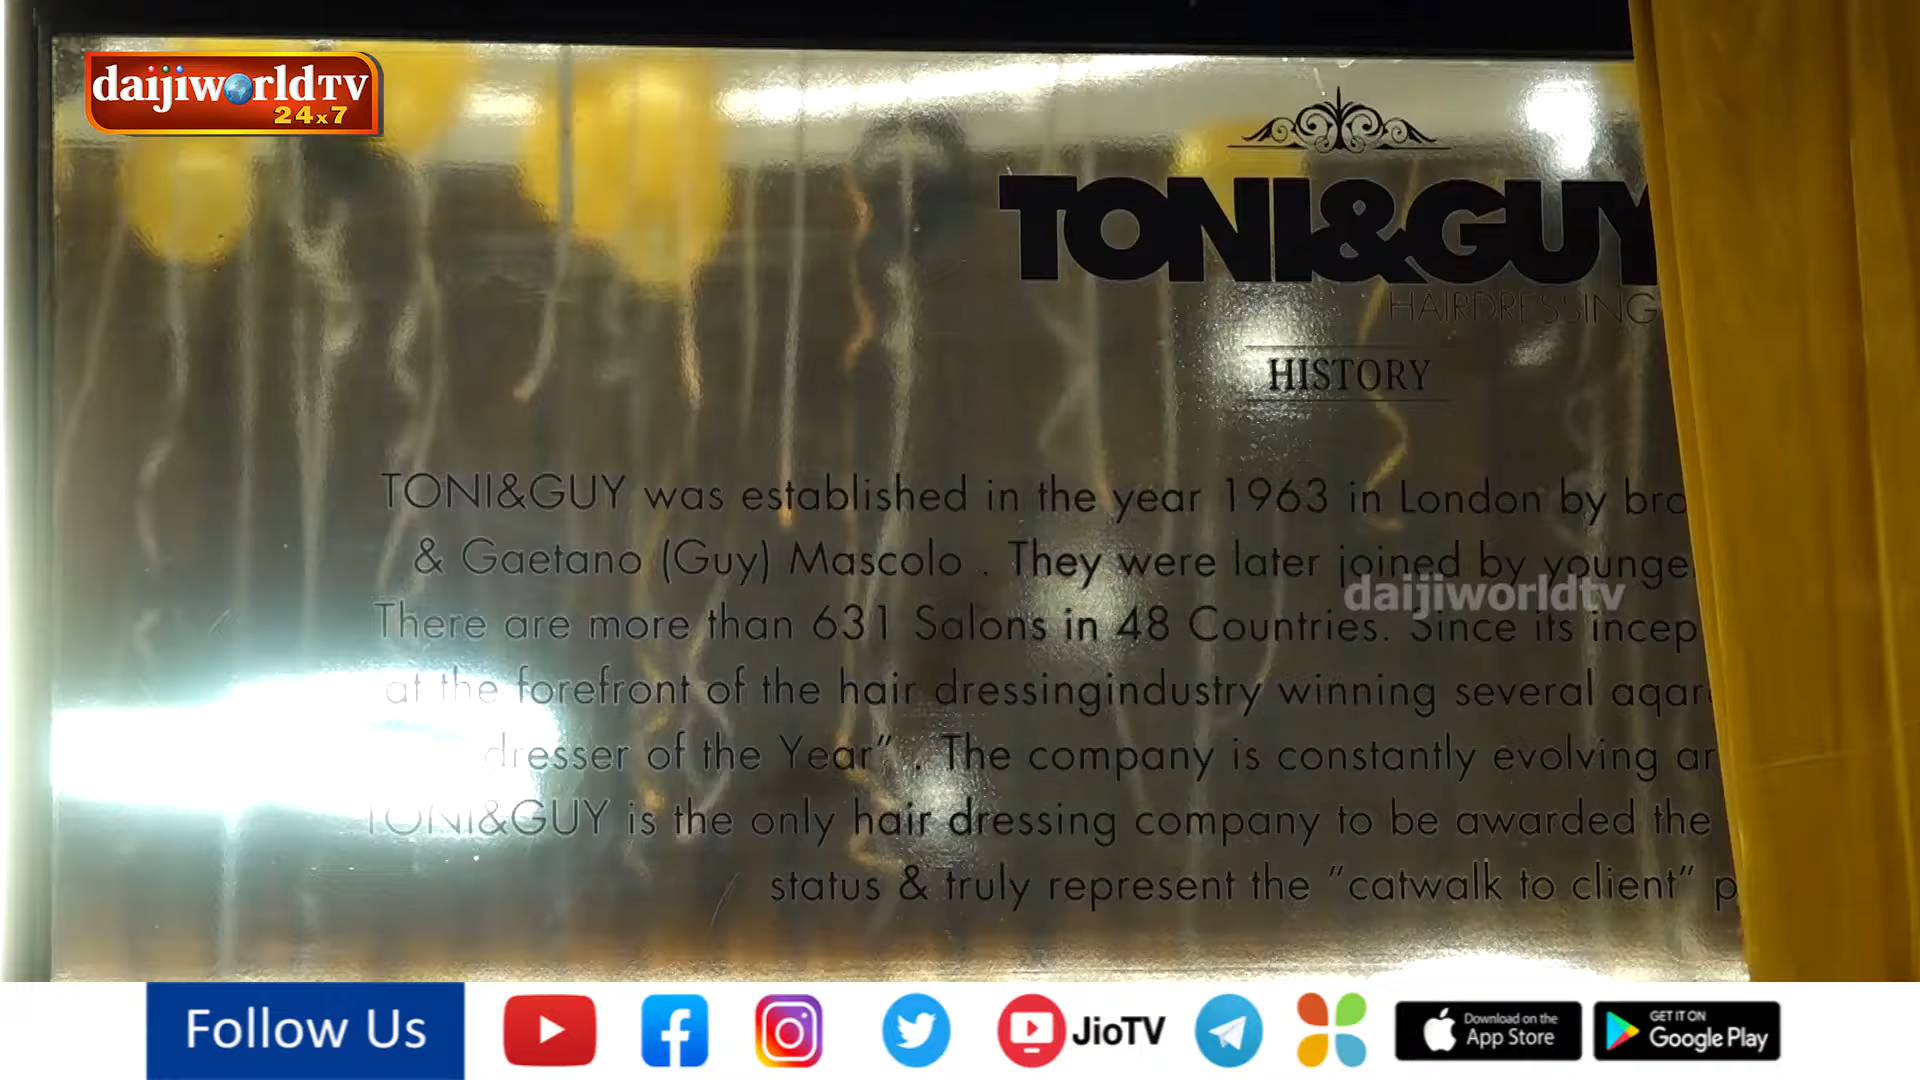 daijiworldTV
24x7
TONI&GUY
HAIRDRESSING
HISTORY
TONI&GUY was established in the year 1963 in London by bro
& Gaetano (Guy) Mascolo . They were later joined by younge
daijiworldtv
There are more than 631 Salons in 48 Countries. Since its incep
at the forefront of the hair dressingindustry winning several aqar
dresser of the Year" . The company is constantly evolving ar
TONI&GUY is the only hair dressing company to be awarded the
status & truly represent the "catwalk to client" p
Follow Us
JioTV
Download on the
App Store
GET IT ON
Google Play